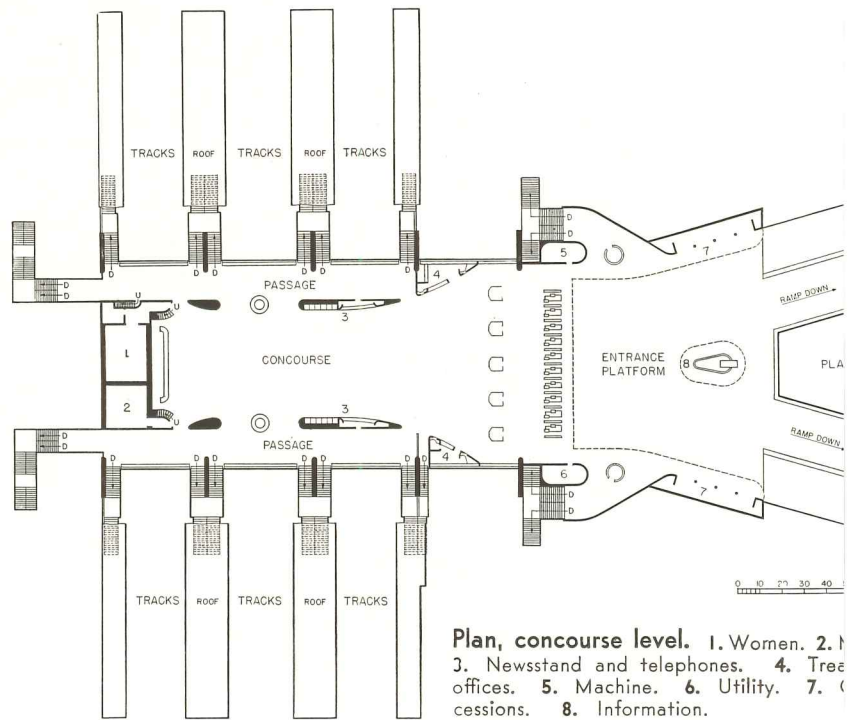 TRACKS ROOF TRACKS ROOF TRACKS
D D D D D D
D D
5
7
D D
D D D D D D
4
PASSAGE
RAMP DOWN
U U
3
1
CONCOURSE
ENTRANCE
PLATFORM
8
PLA
2
U
3
RAMP DOWN
D D
PASSAGE
4
D D D D D D
6
7
D D
0 10 20 30 40
TRACKS ROOF TRACKS ROOF TRACKS
Plan, concourse level. 1. Women. 2.
3. Newsstand and telephones. 4. Trea
offices. 5. Machine. 6. Utility. 7.
cessions. 8. Information.